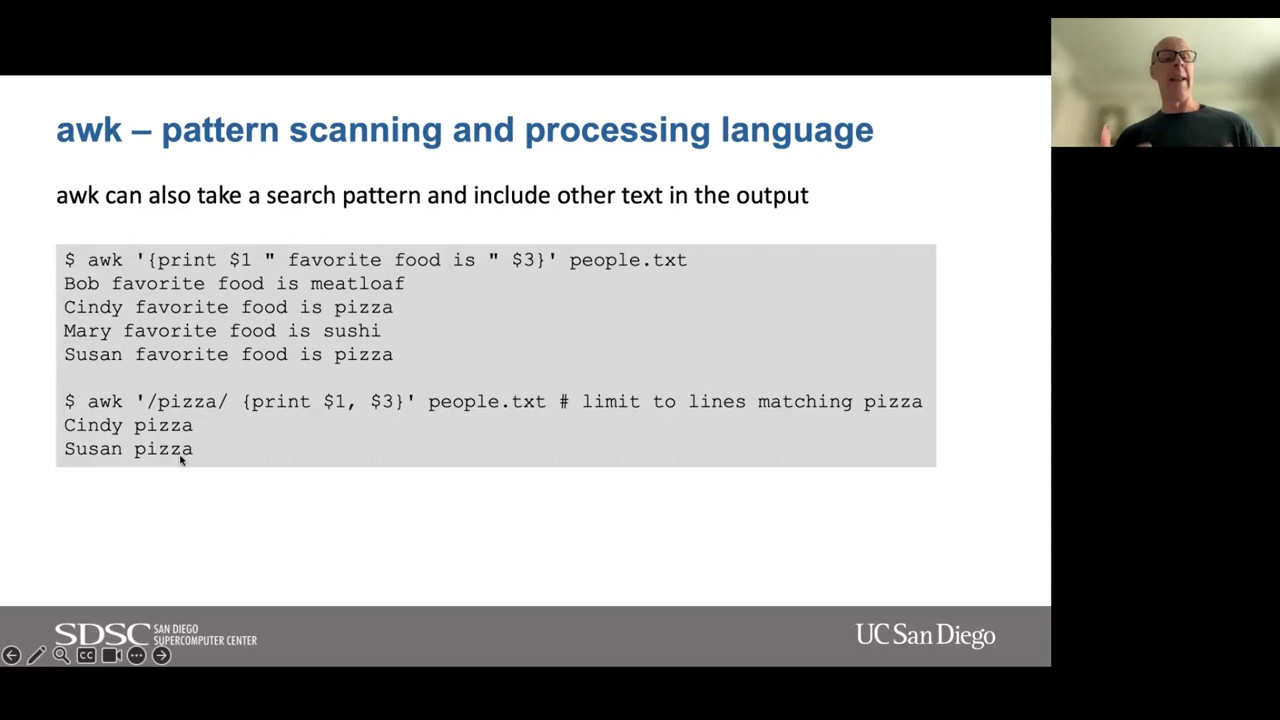 awk – pattern scanning and processing language
awk can also take a search pattern and include other text in the output
$ awk '{print $1 " favorite food is " $3}' people.txt
Bob favorite food is meatloaf
Cindy favorite food is pizza
Mary favorite food is sushi
Susan favorite food is pizza
$ awk '/pizza/ {print $1, $3}' people.txt # limit to lines matching pizza
Cindy pizza
Susan pizza
SDSC SAN DIEGO
SUPERCOMPUTER CENTER
UC San Diego
CC